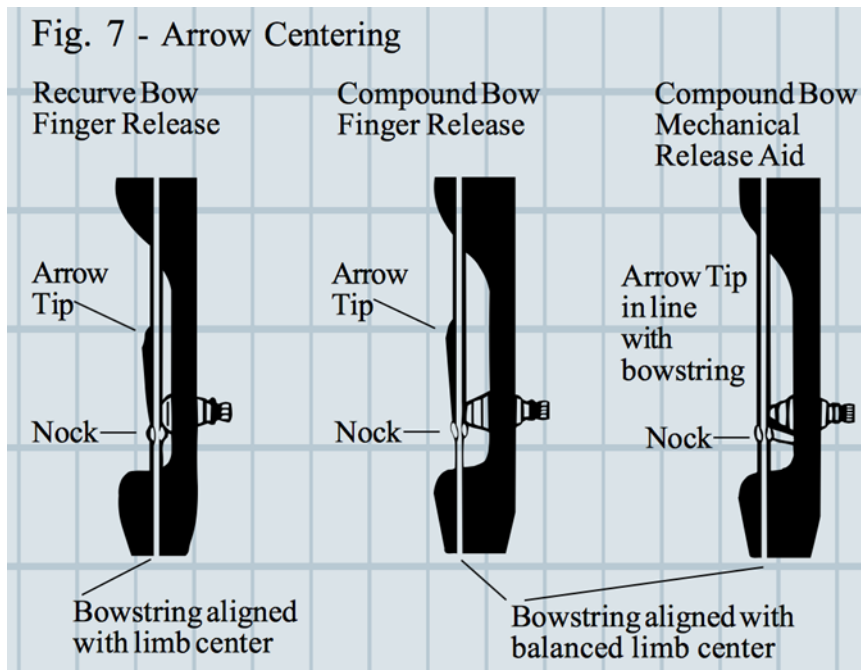 Fig. 7 - Arrow Centering
Recurve Bow
Finger Release
Compound Bow
Finger Release
Compound Bow
Mechanical
Release Aid
Arrow
Tip
Nock
Arrow
Tip
Nock
Arrow Tip
in line
with
bowstring
Nock
Bowstring aligned
with limb center
Bowstring aligned with
balanced limb center